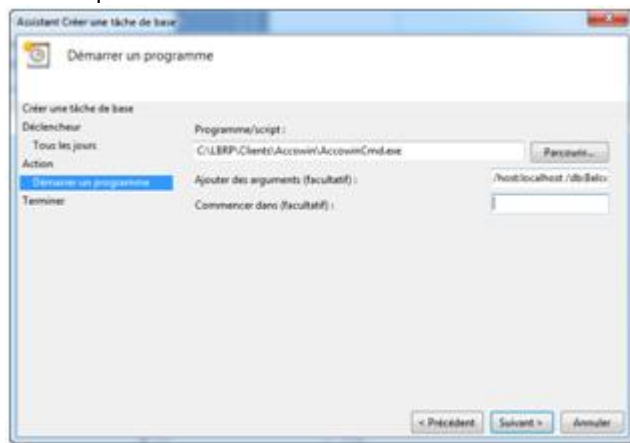 Assistant Créer une tâche de base
Démarrer un programme
Créer une tâche de base
Déclencheur
Tous les jours
Action
Démarrer un programme
Terminer
Programme/script :
C:\LBRP\Clients\Accowin\AccowinCmd.exe
Parcourir...
Ajouter des arguments (facultatif) :
/host:localhost /db:
Commencer dans (facultatif) :
< Précédent
Suivant >
Annuler